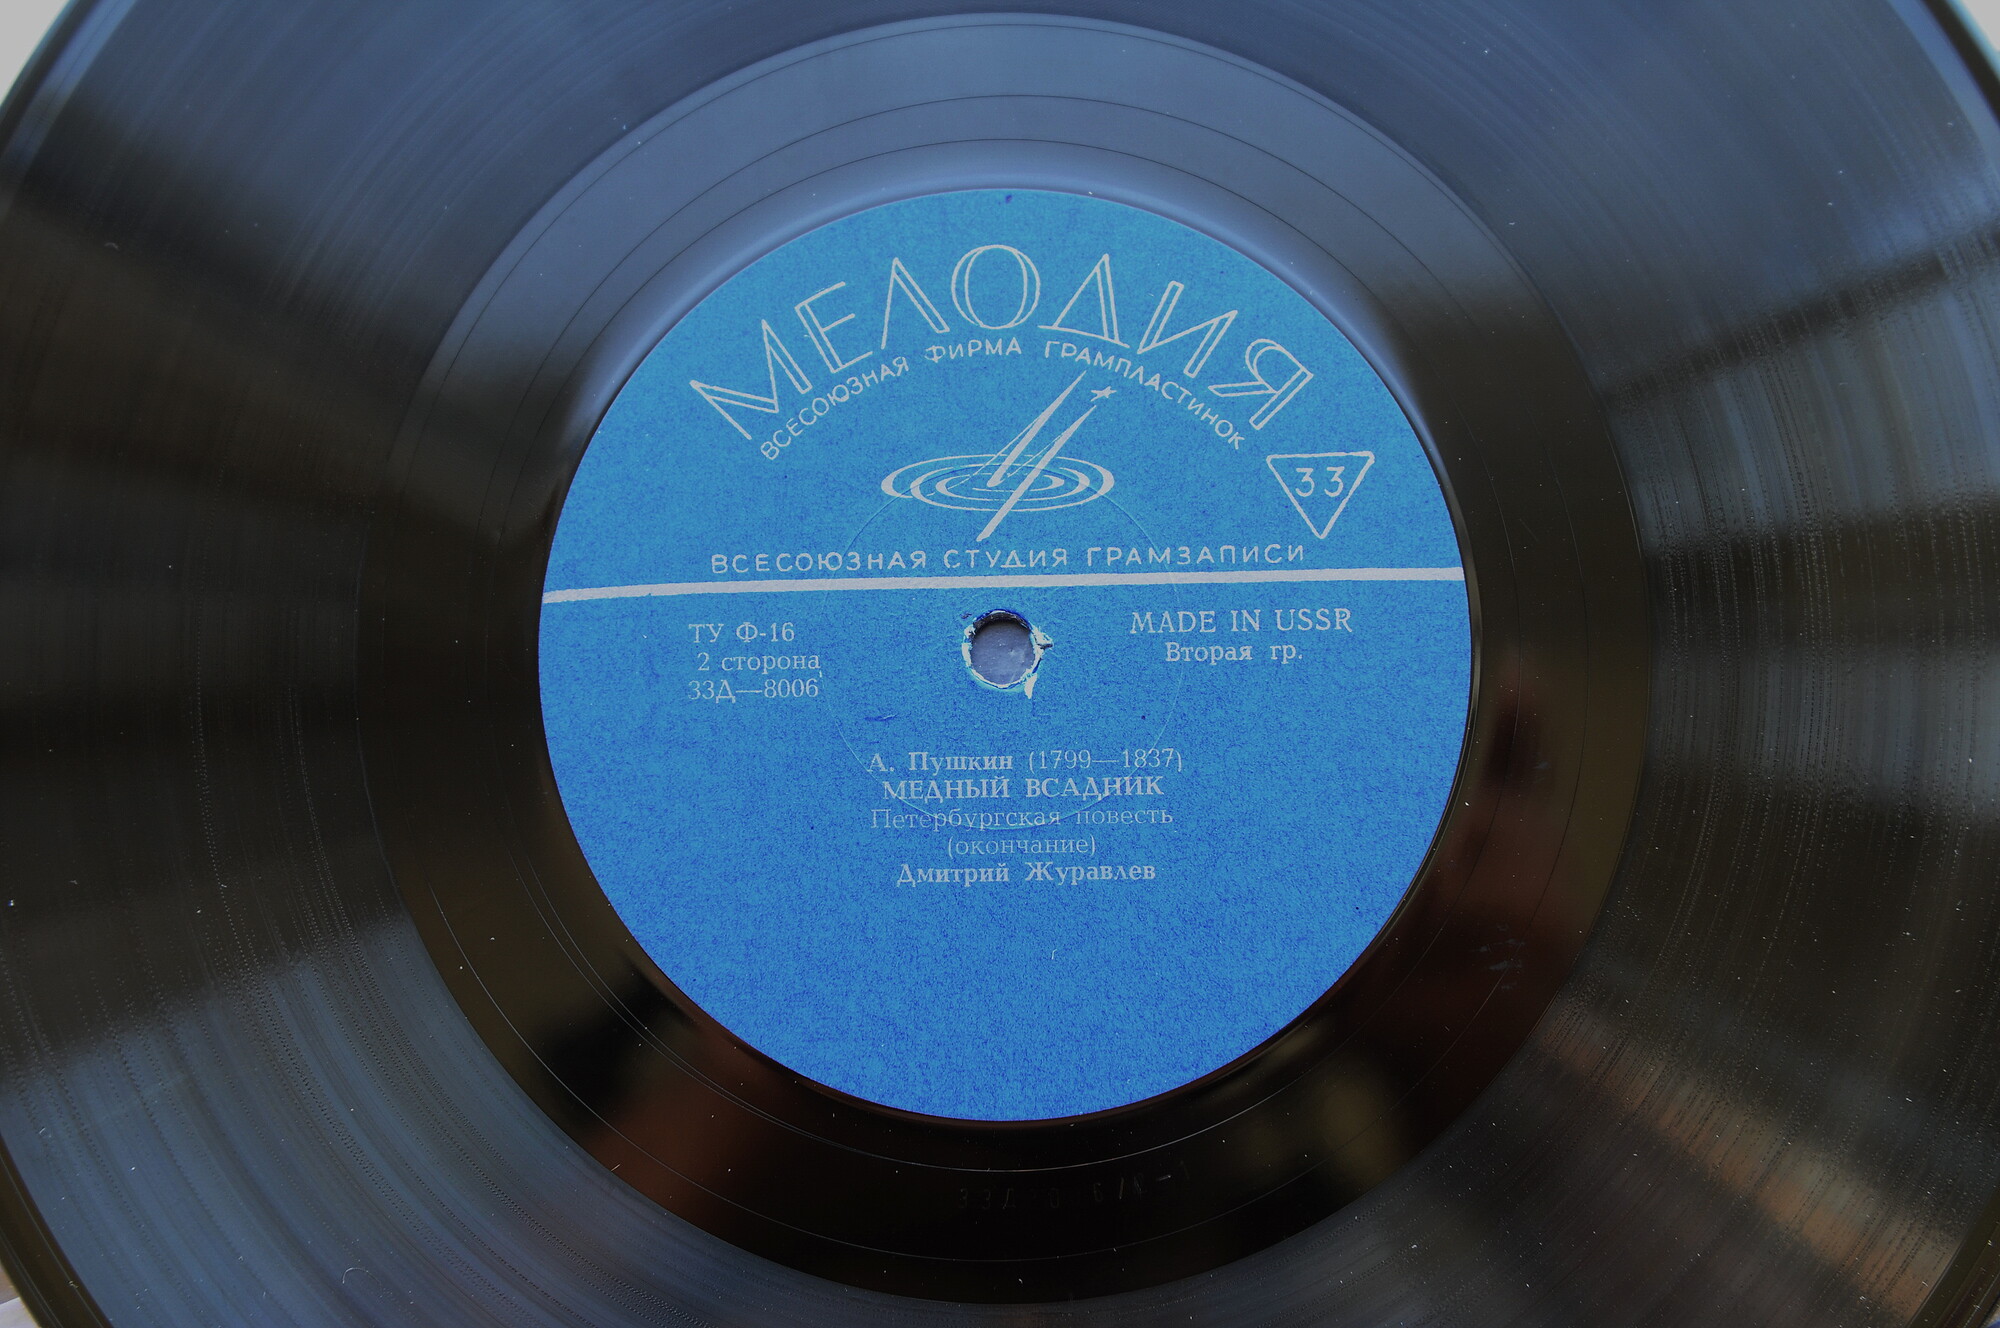 МЕЛОДИЯ
ВСЕСОЮЗНАЯ ФИРМА ГРАМПЛАСТИНОК
33
ВСЕСОЮЗНАЯ СТУДИЯ ГРАМЗАПИСИ
ТУ Ф-16
2 сторона
33Д—8006
MADE IN USSR
Вторая гр.
А. Пушкин (1799—1837)
МЕДНЫЙ ВСАДНИК
Петербургская повесть
(окончание)
Дмитрий Журавлев